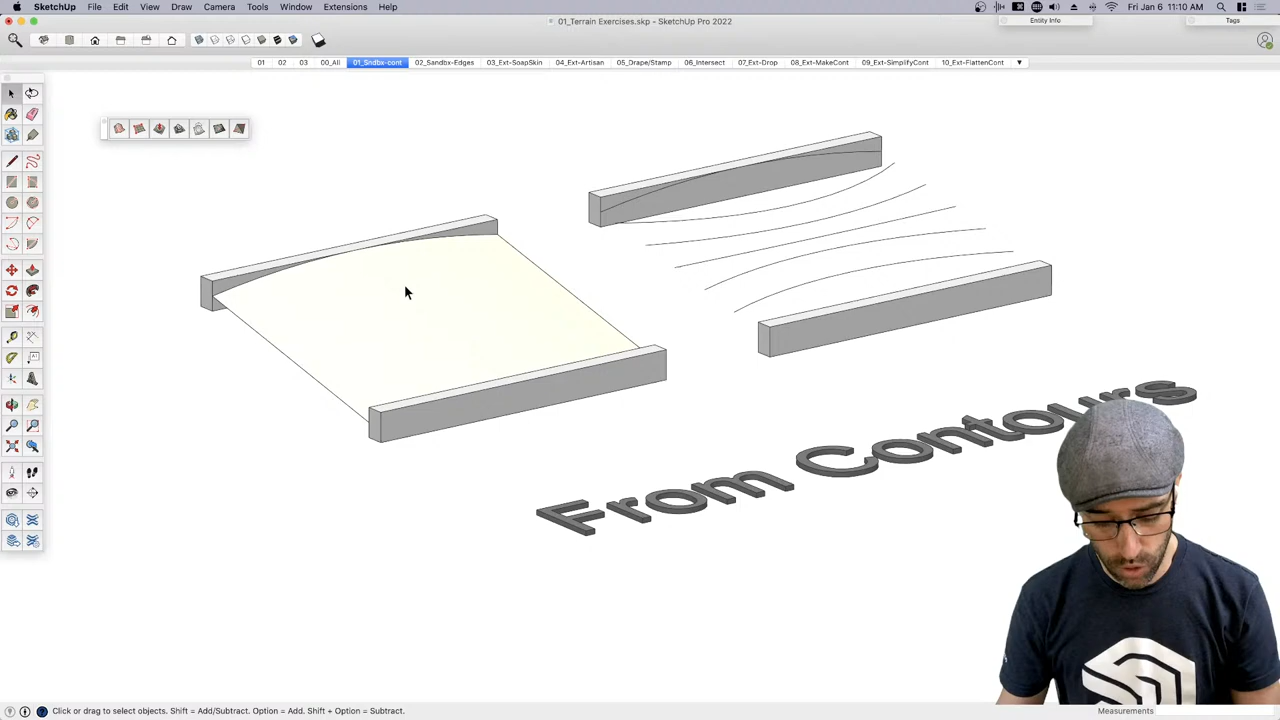 SketchUp File Edit View Draw Camera Tools Window Extensions Help Fri Jan 6 11:10 AM
01_Terrain Exercises.skp - SketchUp Pro 2022
Entity Info
Tags
01 02 03 00_All 01_Sndbx-cont 02_Sandbox-Edges 03_Ext-SoapSkin 04_Ext-Artisan 05_Drape/Stamp 06_Intersect 07_Ext-Drop 08_Ext-MakeCont 09_Ext-SimplifyCont 10_Ext-FlattenCont
From Contours
Click or drag to select objects. Shift = Add/Subtract. Option = Add. Shift + Option = Subtract.
Measurements